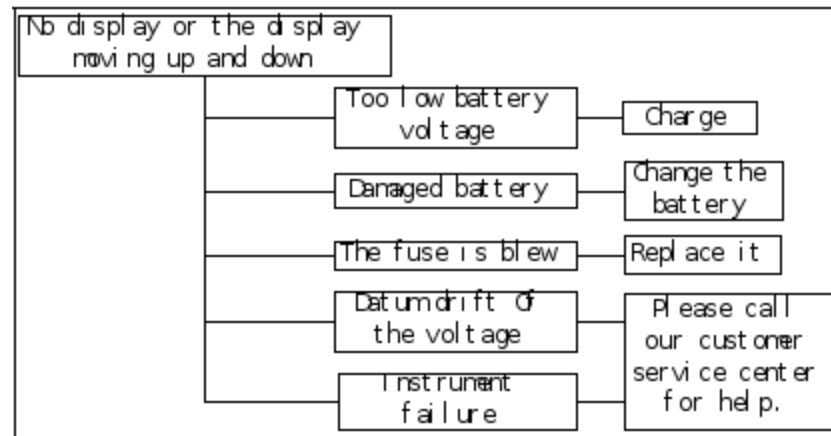 No display or the display
moving up and down
Too low battery
voltage
Charge
Damaged battery
Change the
battery
The fuse is blew
Replace it
Datum drift Of
the voltage
Instrument
failure
Please call
our customer
service center
for help.